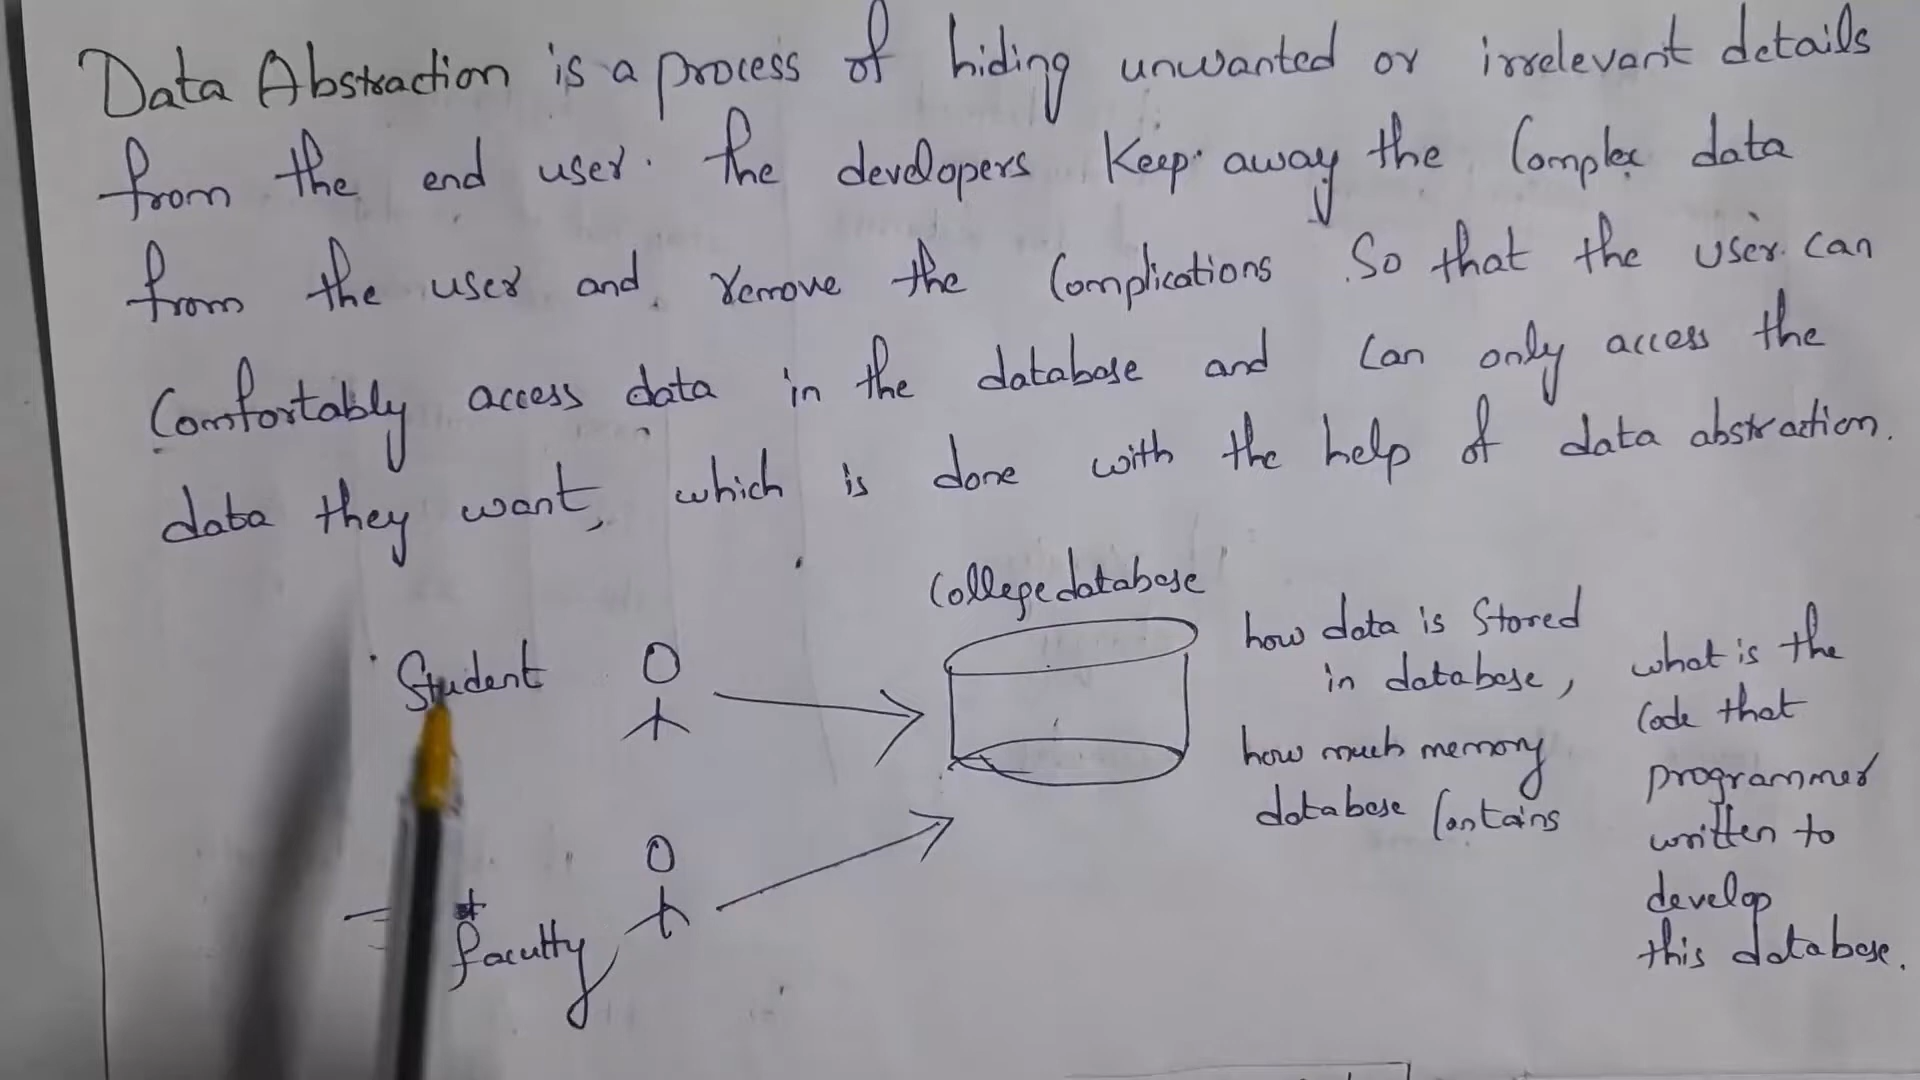 Data Abstraction is a process of hiding unwanted or irrelevant details
from the end user. the developers Keep away the Complex data
from the user and remove the Complications So that the user can
Comfortably access data in the database and can only access the
data they want, which is done with the help of data abstraction.
College database
Student
faculty
how data is Stored
in database,
how much memory
database Contains
what is the
Code that
programmer
written to
develop
this database.